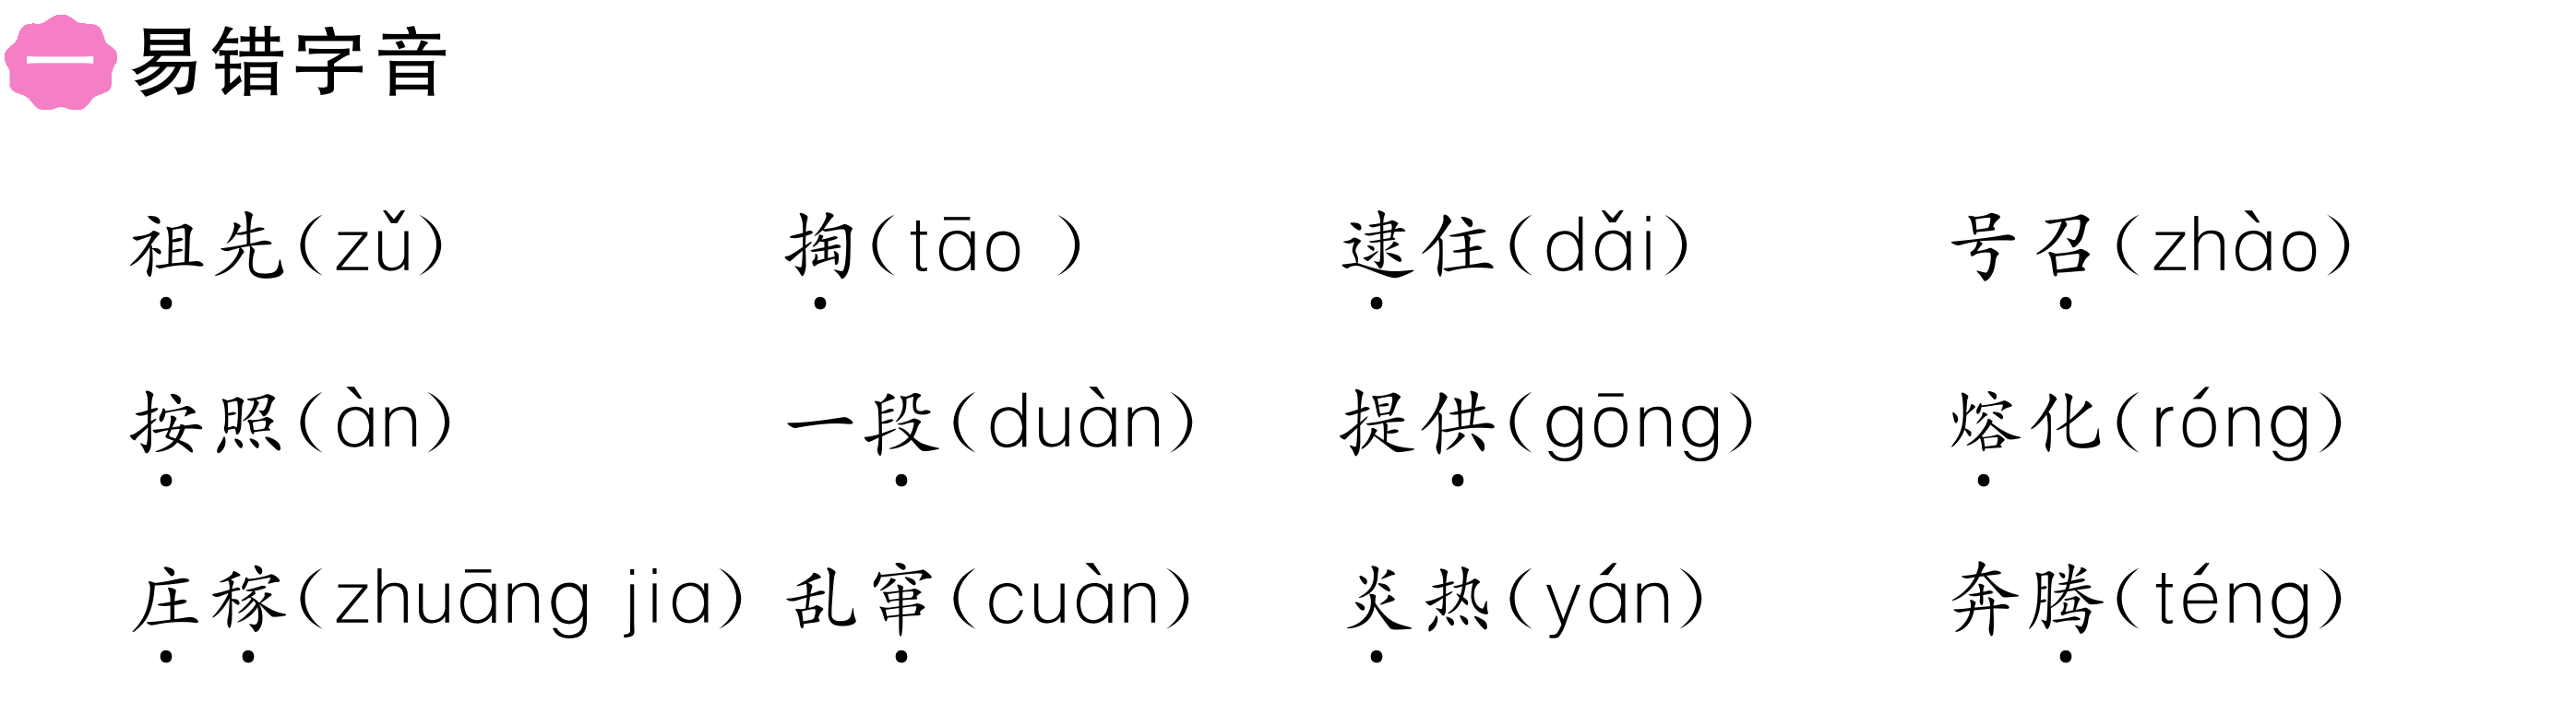 一 易错字音
祖先(zǔ) 掏(tāo ) 逮住(dǎi) 号召(zhào)
按照(àn) 一段(duàn) 提供(gōng) 熔化(róng)
庄稼(zhuāng jia) 乱窜(cuàn) 炎热(yán) 奔腾(téng)